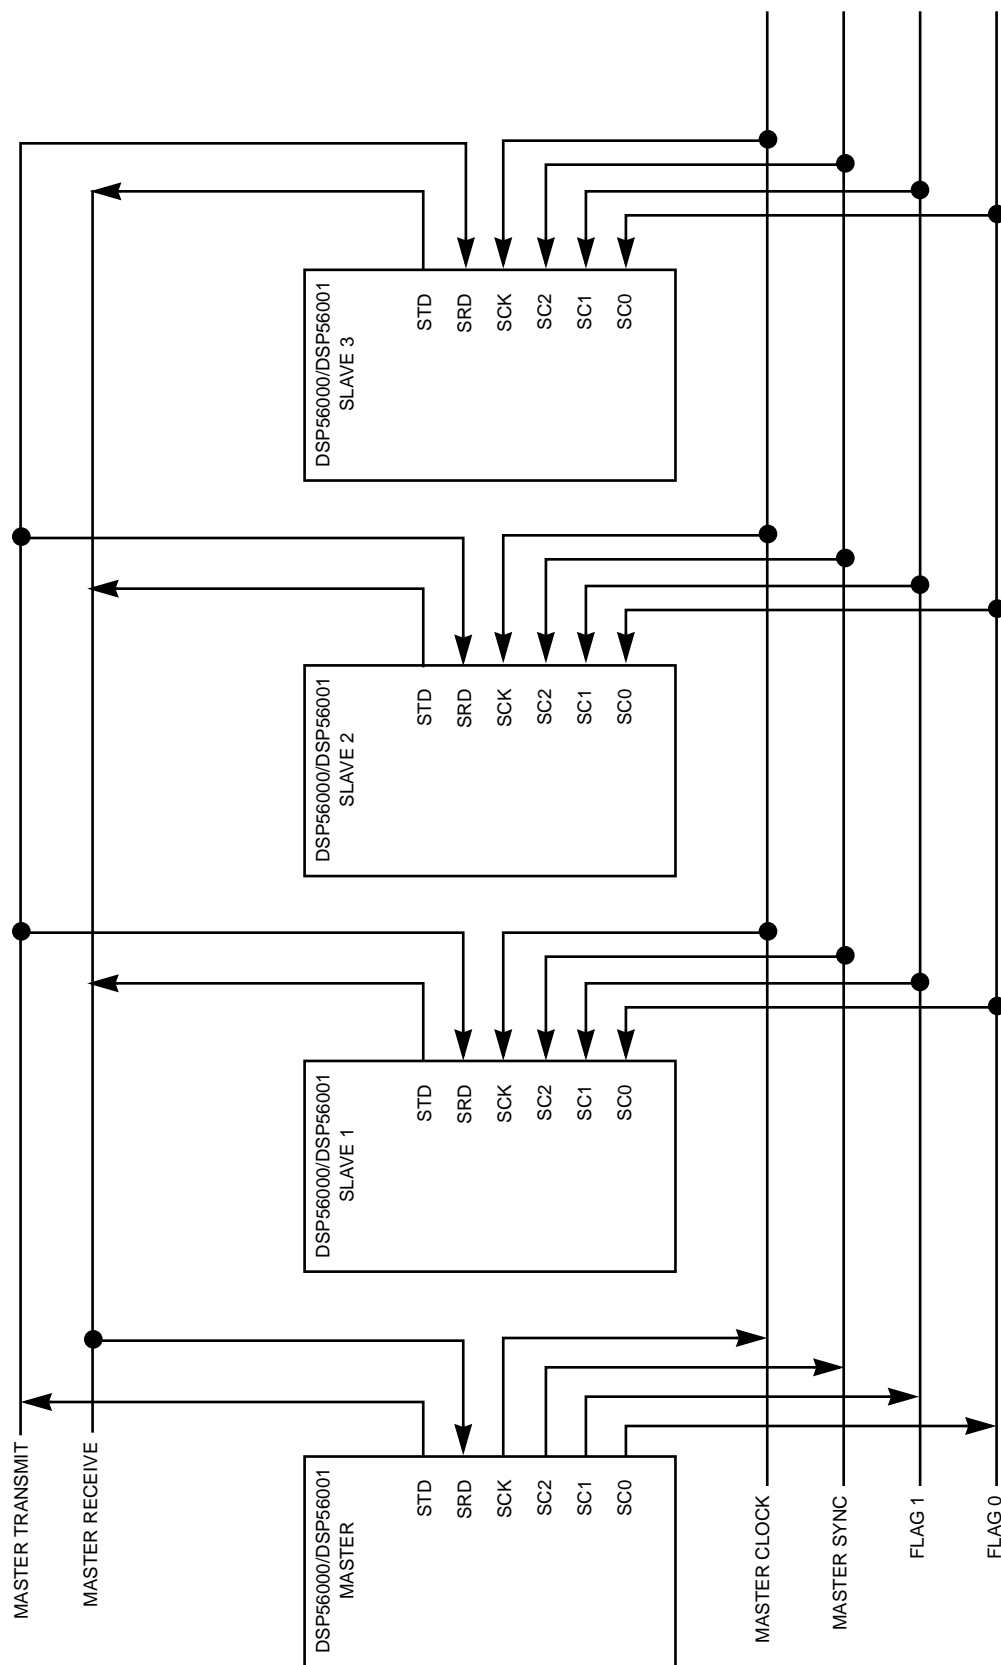 MASTER TRANSMIT
MASTER RECEIVE
DSP56000/DSP56001
MASTER
STD
SRD
SCK
SC2
SC1
SC0
DSP56000/DSP56001
SLAVE 1
STD
SRD
SCK
SC2
SC1
SC0
DSP56000/DSP56001
SLAVE 2
STD
SRD
SCK
SC2
SC1
SC0
DSP56000/DSP56001
SLAVE 3
STD
SRD
SCK
SC2
SC1
SC0
MASTER CLOCK
MASTER SYNC
FLAG 1
FLAG 0